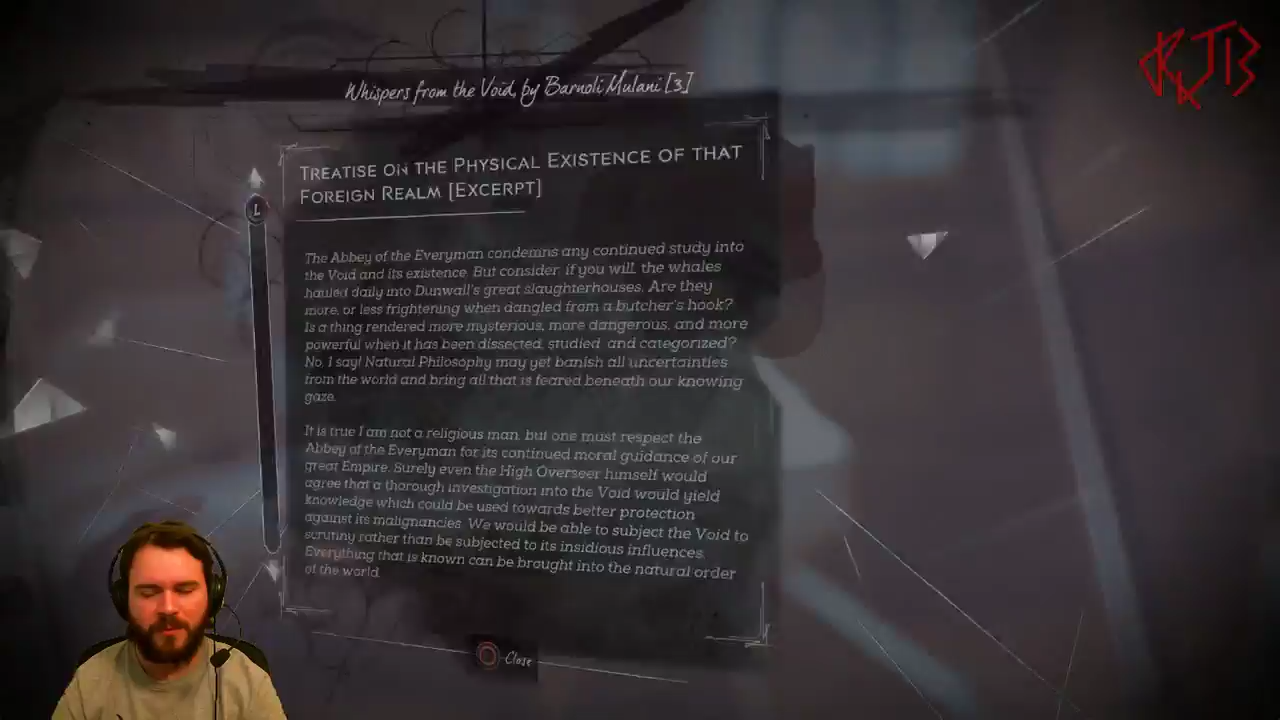 Whispers from the Void, by Barnoli Mulani [3]
Treatise on the Physical Existence of that
Foreign Realm [Excerpt]
The Abbey of the Everyman condemns any continued study into
the Void and its existence. But consider, if you will, the whales
hauled daily into Dunwall's great slaughterhouses. Are they
more, or less frightening when dangled from a butcher's hook?
Is a thing rendered more mysterious, more dangerous, and more
powerful when it has been dissected, studied, and categorized?
No, I say! Natural Philosophy may yet banish all uncertainties
from the world and bring all that is feared beneath our knowing
gaze.
It is true I am not a religious man, but one must respect the
Abbey of the Everyman for its continued moral guidance of our
great Empire. Surely even the High Overseer himself would
agree that a thorough investigation into the Void would yield
knowledge which could be used towards better protection
against its malignancies. We would be able to subject the Void to
scrutiny rather than be subjected to its insidious influences.
Everything that is known can be brought into the natural order
of the world.
L
Close